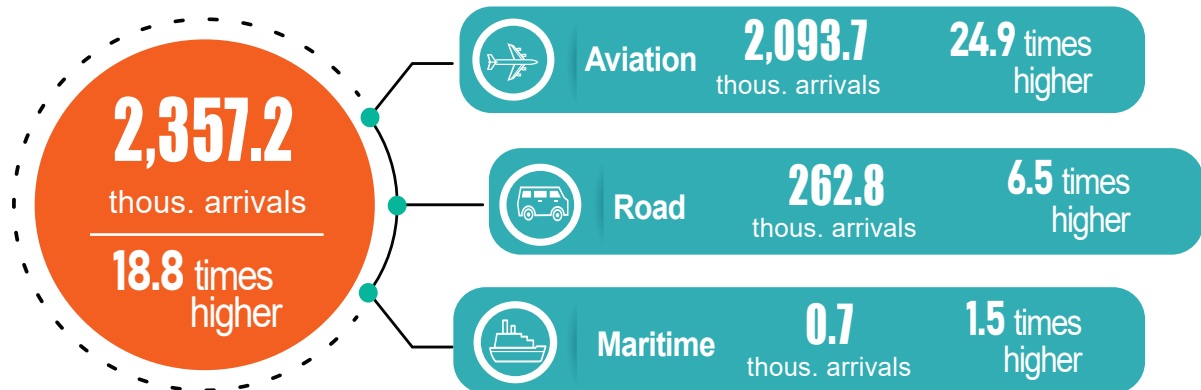 2,357.2
thous. arrivals
18.8 times
higher
Aviation
2,093.7
thous. arrivals
24.9 times
higher
Road
262.8
thous. arrivals
6.5 times
higher
Maritime
0.7
thous. arrivals
1.5 times
higher